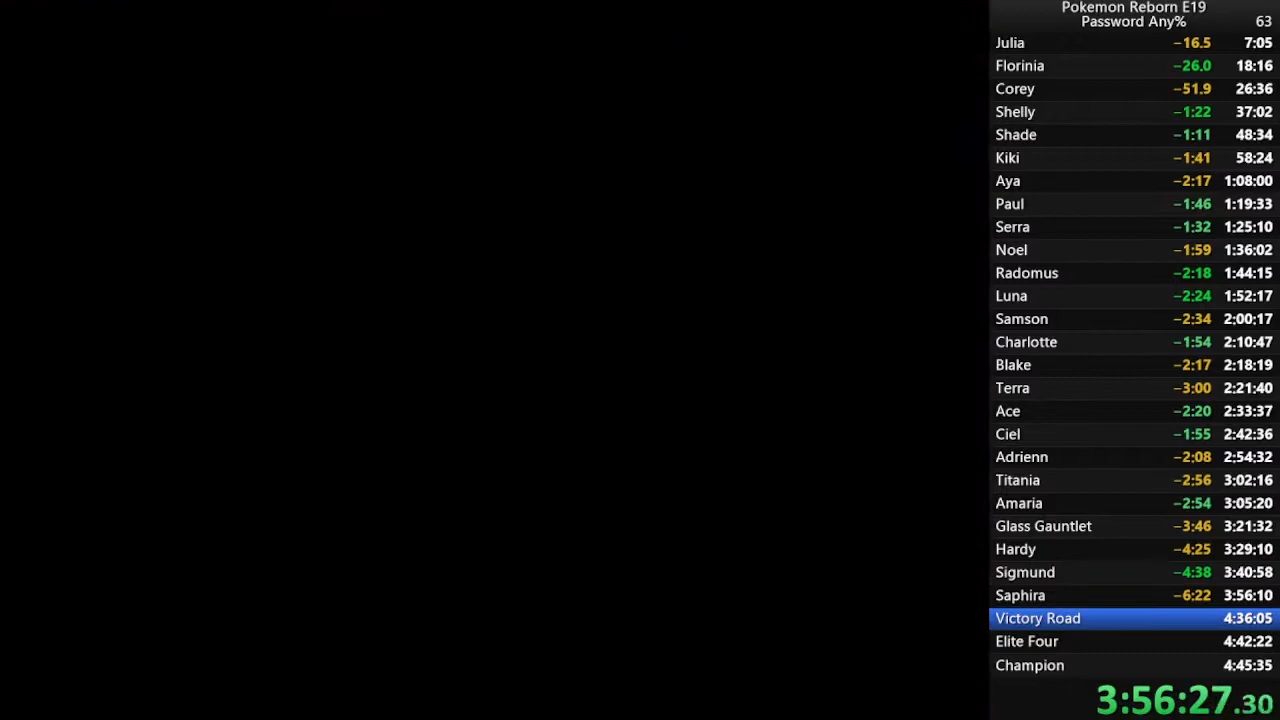 Pokemon Reborn E19
Password Any% 63
Julia −16.5 7:05
Florinia −26.0 18:16
Corey −51.9 26:36
Shelly −1:22 37:02
Shade −1:11 48:34
Kiki −1:41 58:24
Aya −2:17 1:08:00
Paul −1:46 1:19:33
Serra −1:32 1:25:10
Noel −1:59 1:36:02
Radomus −2:18 1:44:15
Luna −2:24 1:52:17
Samson −2:34 2:00:17
Charlotte −1:54 2:10:47
Blake −2:17 2:18:19
Terra −3:00 2:21:40
Ace −2:20 2:33:37
Ciel −1:55 2:42:36
Adrienn −2:08 2:54:32
Titania −2:56 3:02:16
Amaria −2:54 3:05:20
Glass Gauntlet −3:46 3:21:32
Hardy −4:25 3:29:10
Sigmund −4:38 3:40:58
Saphira −6:22 3:56:10
Victory Road 4:36:05
Elite Four 4:42:22
Champion 4:45:35
3:56:27.30